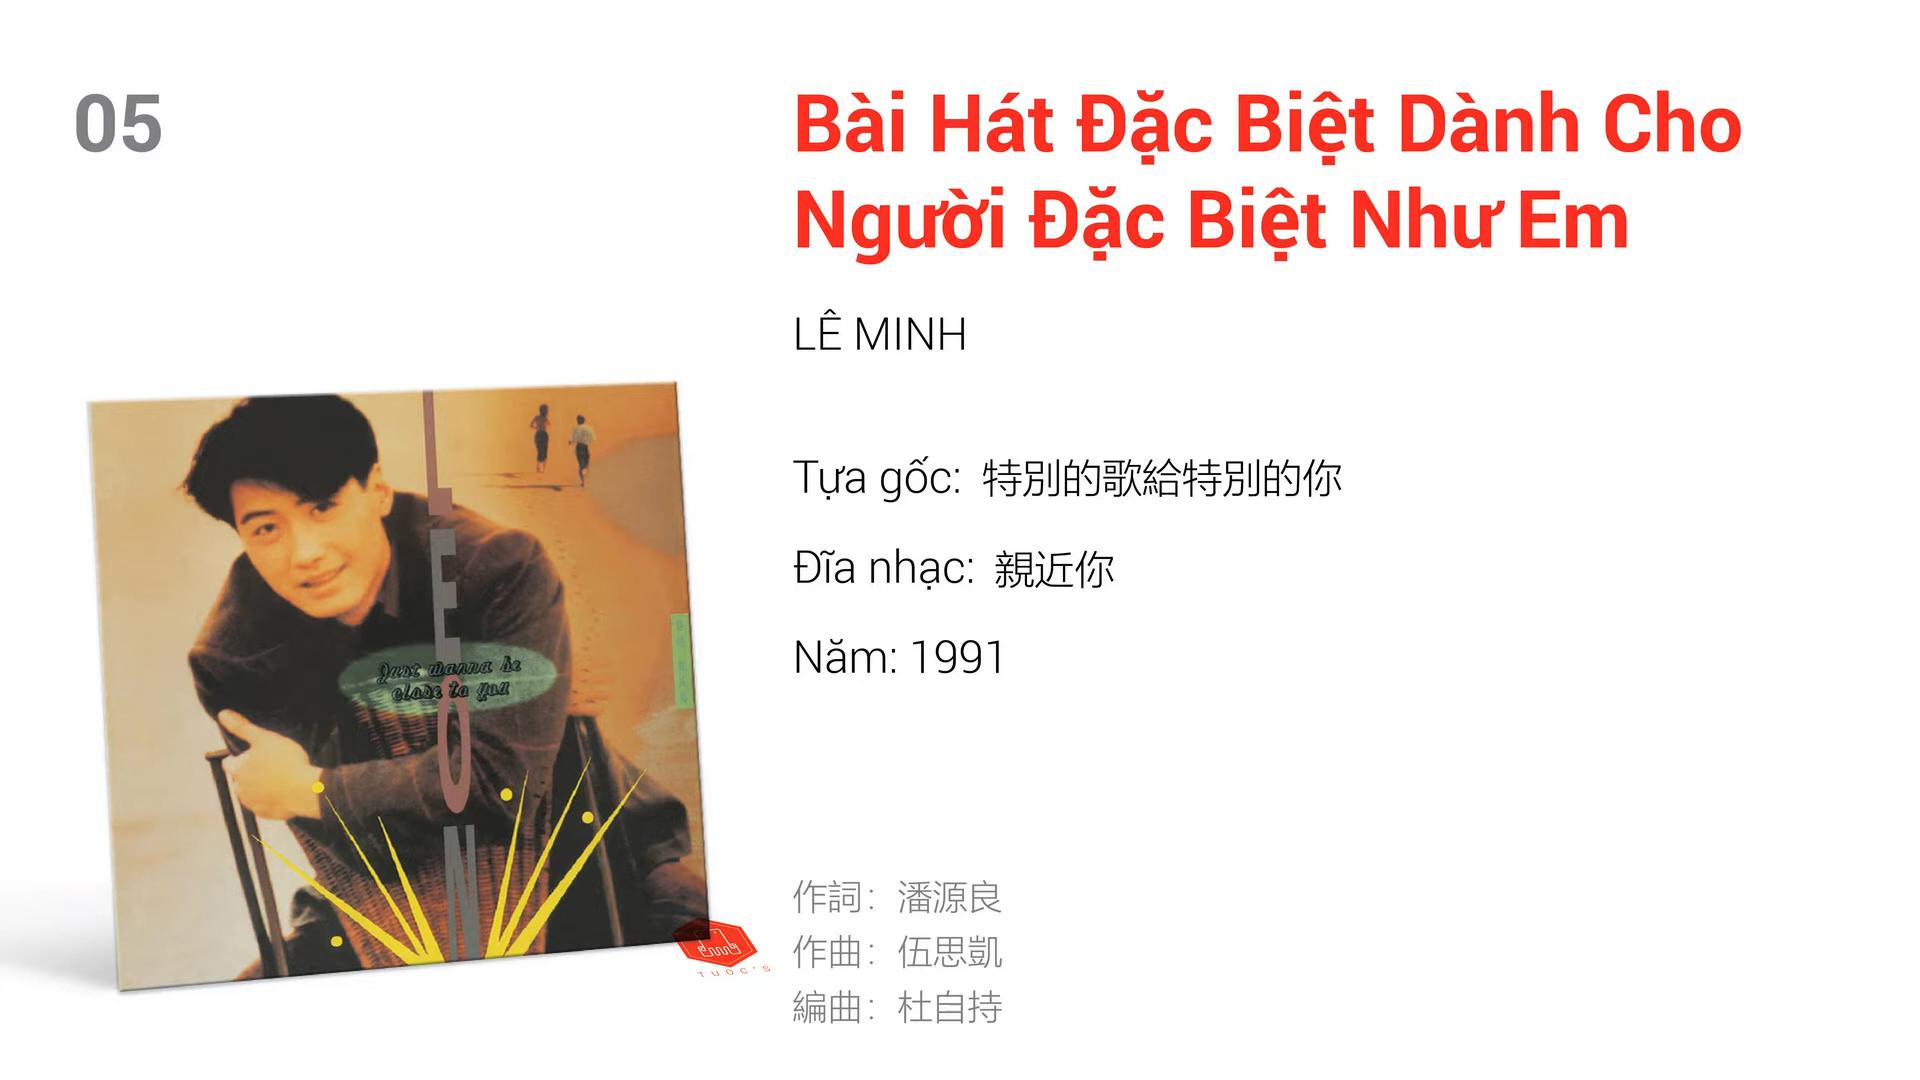 05
Bài Hát Đặc Biệt Dành Cho
Người Đặc Biệt Như Em
LÊ MINH
Tựa gốc: 特別的歌給特別的你
Đĩa nhạc: 親近你
Năm: 1991
LEON
Just wanna be
close to you
作詞：潘源良
作曲：伍思凱
編曲：杜自持
TUOC'S